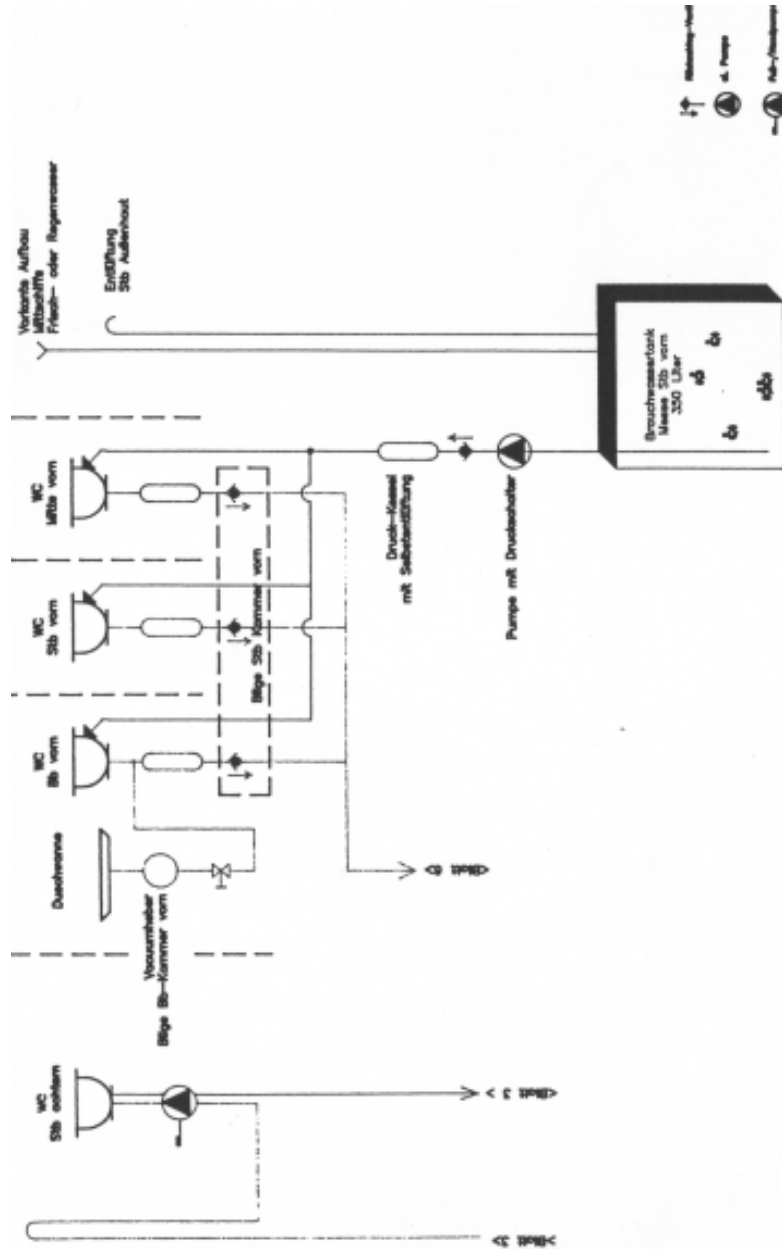 Vorkante Aufbau
Mittschiffs
Frisch- oder Regenwasser
Entlüftung
Stb Außenhaut
WC
Mitte vorn
WC
Stb vorn
WC
Bb vorn
Duschwanne
Vacuumheber
Bilge Bb-Kammer vorn
Bilge Stb Kammer vorn
WC
Stb achtern
Druck-Kessel
mit Selbstentlüftung
Pumpe mit Druckschalter
Brauchwassertank
Messe Stb vorn
350 Liter
el. Pumpe